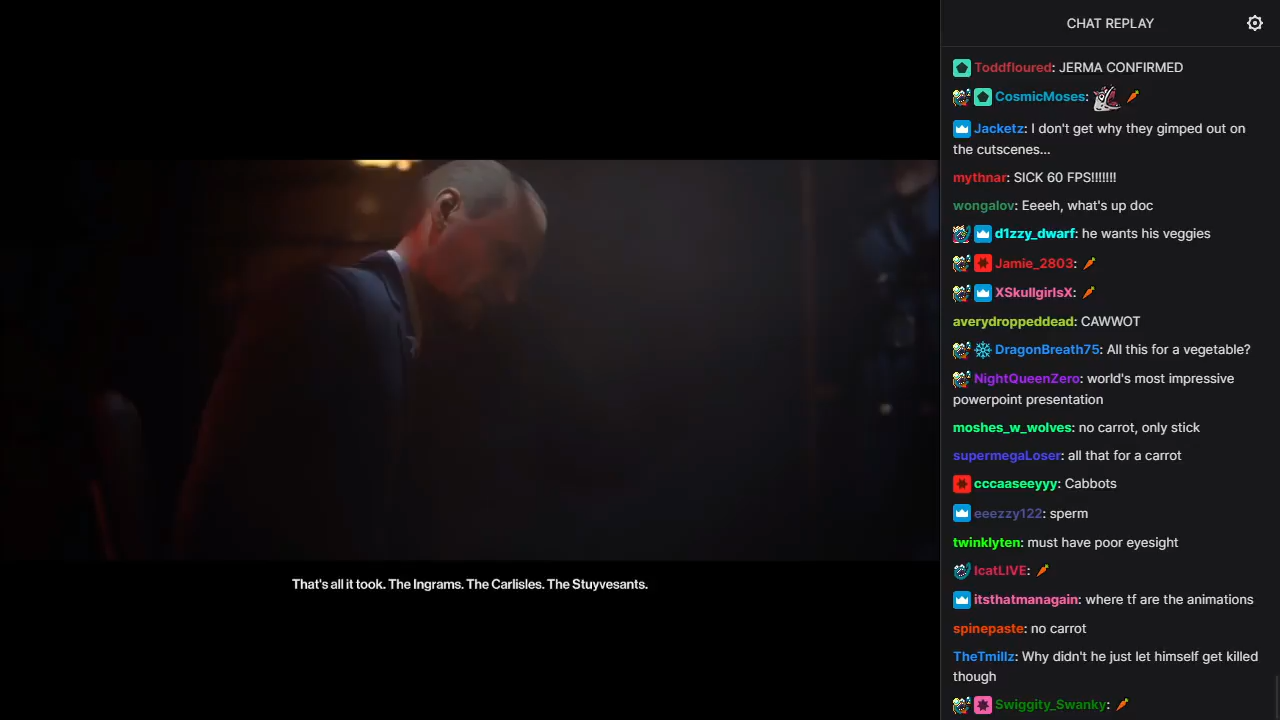 CHAT REPLAY
Toddfloured: JERMA CONFIRMED
CosmicMoses:
Jacketz: I don't get why they gimped out on
the cutscenes...
mythnar: SICK 60 FPS!!!!!!!
wongalov: Eeeeh, what's up doc
d1zzy_dwarf: he wants his veggies
Jamie_2803:
XSkullgirlsX:
averydroppeddead: CAWWOT
DragonBreath75: All this for a vegetable?
NightQueenZero: world's most impressive
powerpoint presentation
moshes_w_wolves: no carrot, only stick
supermegaLoser: all that for a carrot
cccaaseeyyy: Cabbots
eeezzy122: sperm
twinklyten: must have poor eyesight
IcatLIVE:
itsthatmanagain: where tf are the animations
spinepaste: no carrot
TheTmillz: Why didn't he just let himself get killed
though
Swiggity_Swanky:
That's all it took. The Ingrams. The Carlisles. The Stuyvesants.